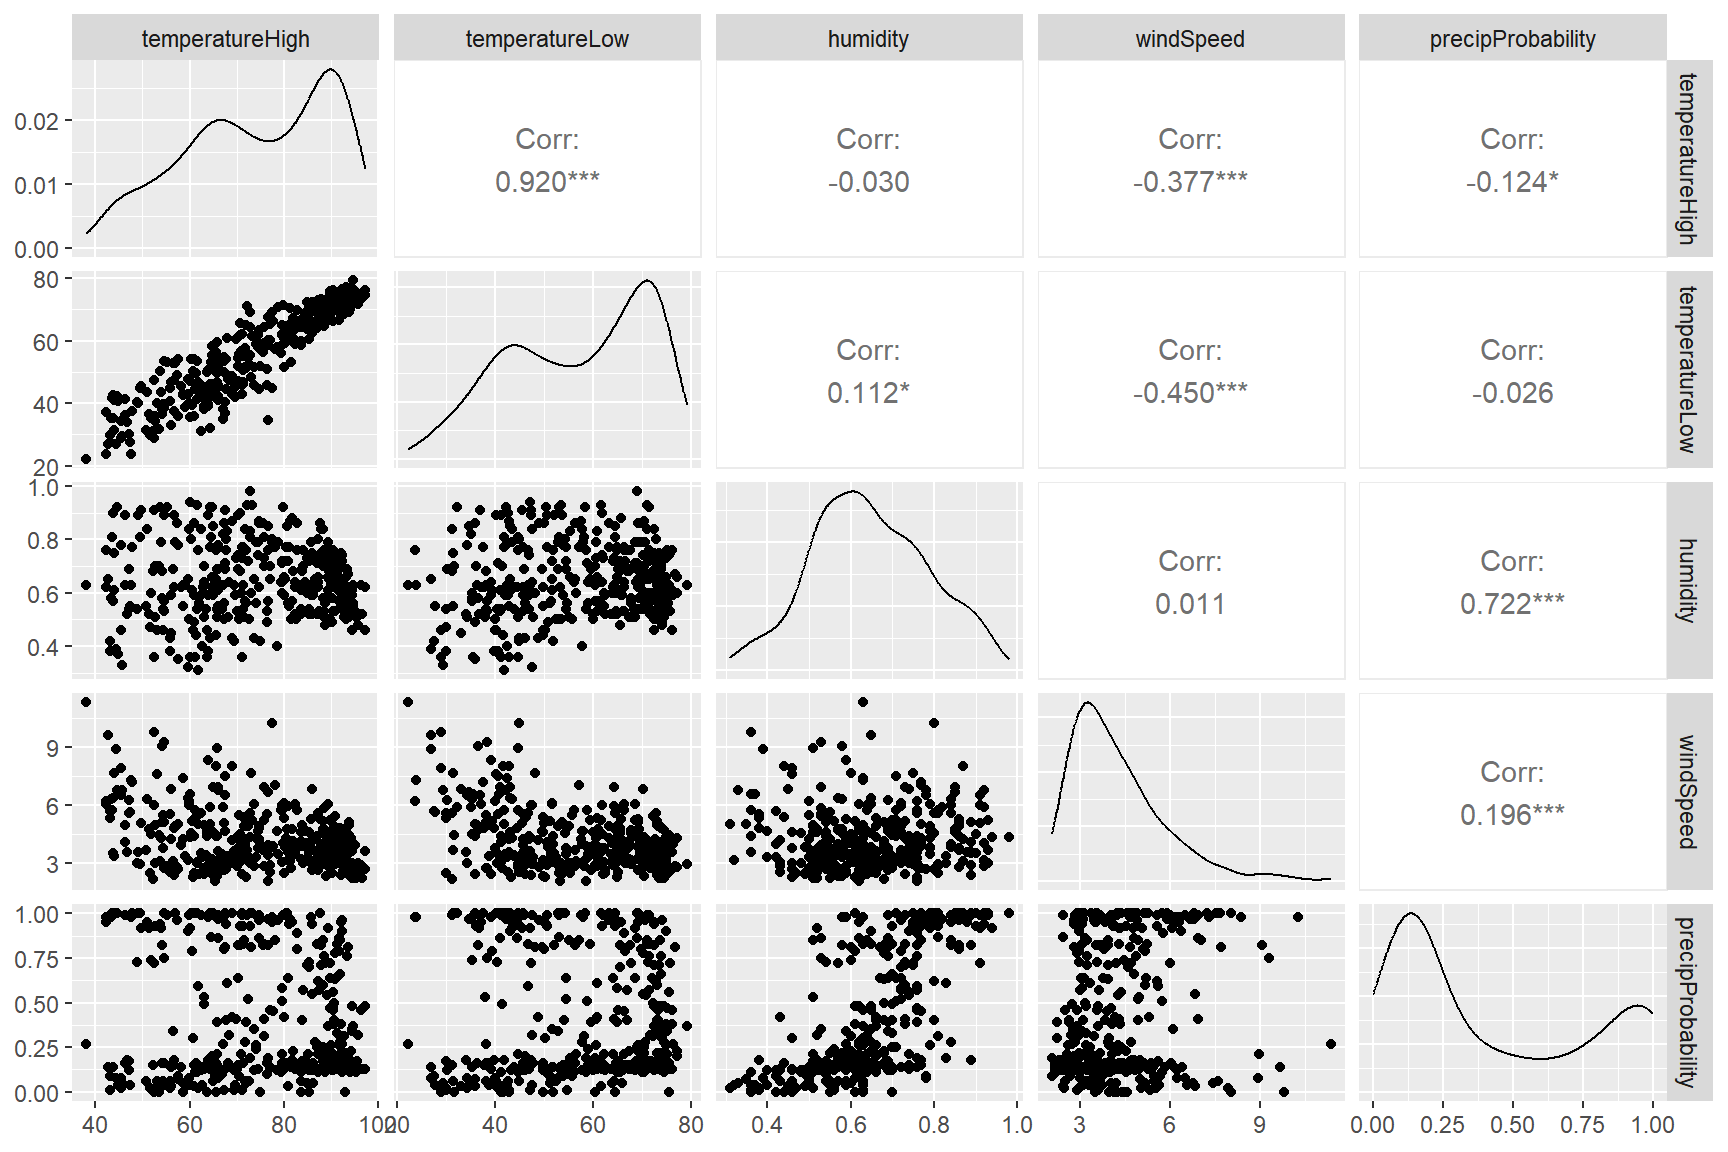 temperatureHigh temperatureLow humidity windSpeed precipProbability
temperatureHigh
0.02
0.01
0.00
Corr:
0.920***
Corr:
-0.030
Corr:
-0.377***
Corr:
-0.124*
temperatureLow
80
60
40
20
Corr:
0.112*
Corr:
-0.450***
Corr:
-0.026
humidity
1.0
0.8
0.6
0.4
Corr:
0.011
Corr:
0.722***
windSpeed
9
6
3
Corr:
0.196***
precipProbability
1.00
0.75
0.50
0.25
0.00
40 60 80 100 20 40 60 80 0.4 0.6 0.8 1.0 3 6 9 0.00 0.25 0.50 0.75 1.00